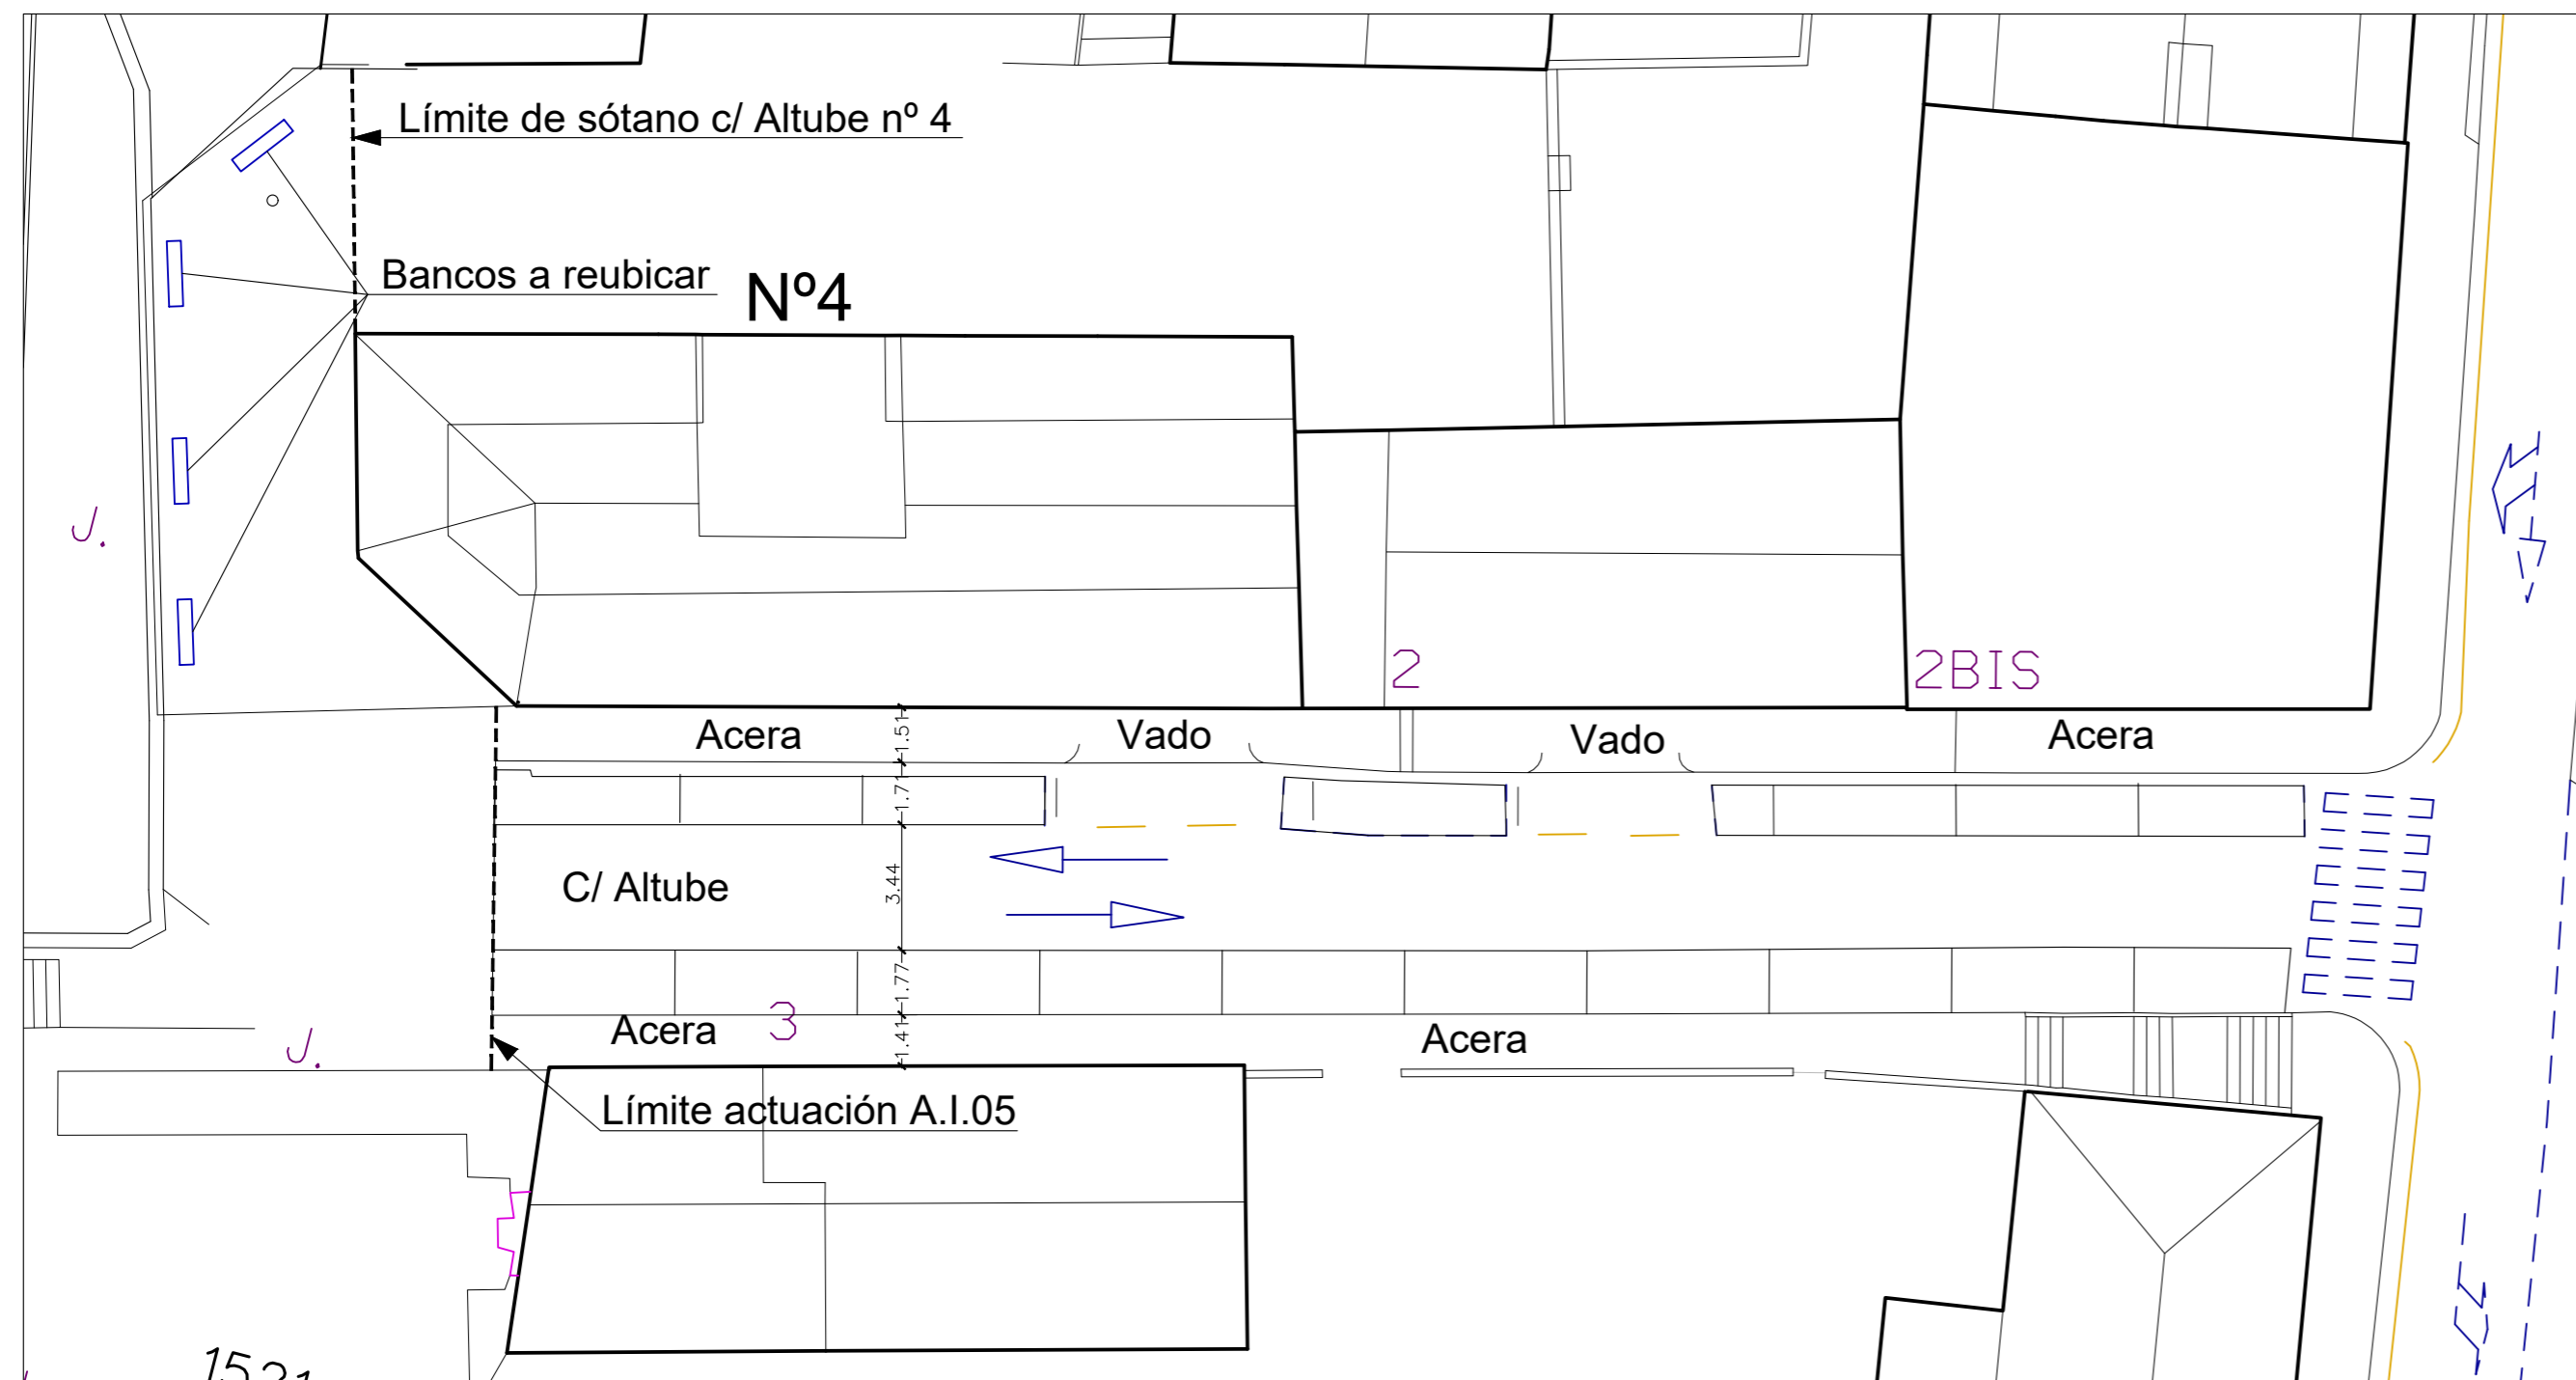 Límite de sótano c/ Altube nº 4
Bancos a reubicar
Nº4
J.
2
2BIS
Acera
1.51
Vado
Vado
Acera
1.7
C/ Altube
3.44
1.77
3
Acera
1.41
Acera
J.
Límite actuación A.I.05